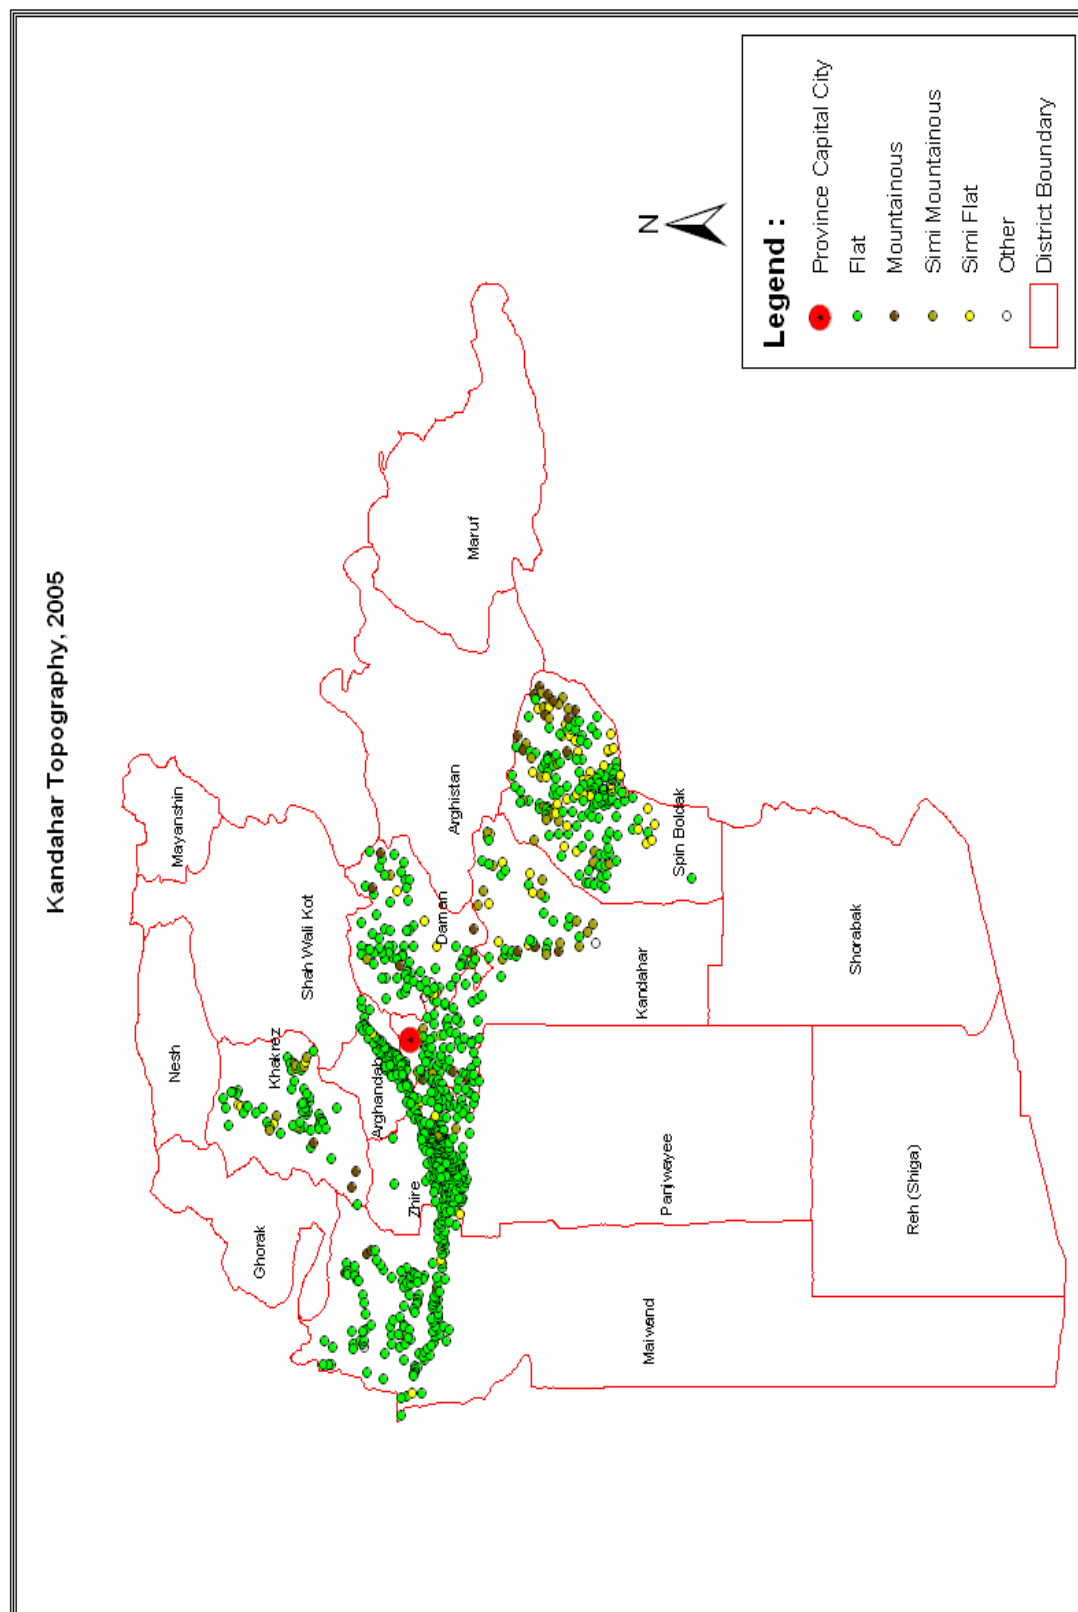 Kandahar Topography, 2005
N
Legend :
Province Capital City
Flat
Mountainous
Simi Mountainous
Simi Flat
Other
District Boundary
Mayanshin
Nesh
Shah Wali Kot
Khakrez
Ghorak
Maruf
Arghistan
Daman
Arghandab
Zhire
Spin Boldak
Kandahar
Panjwayee
Maiwand
Shorabak
Reh (Shiga)